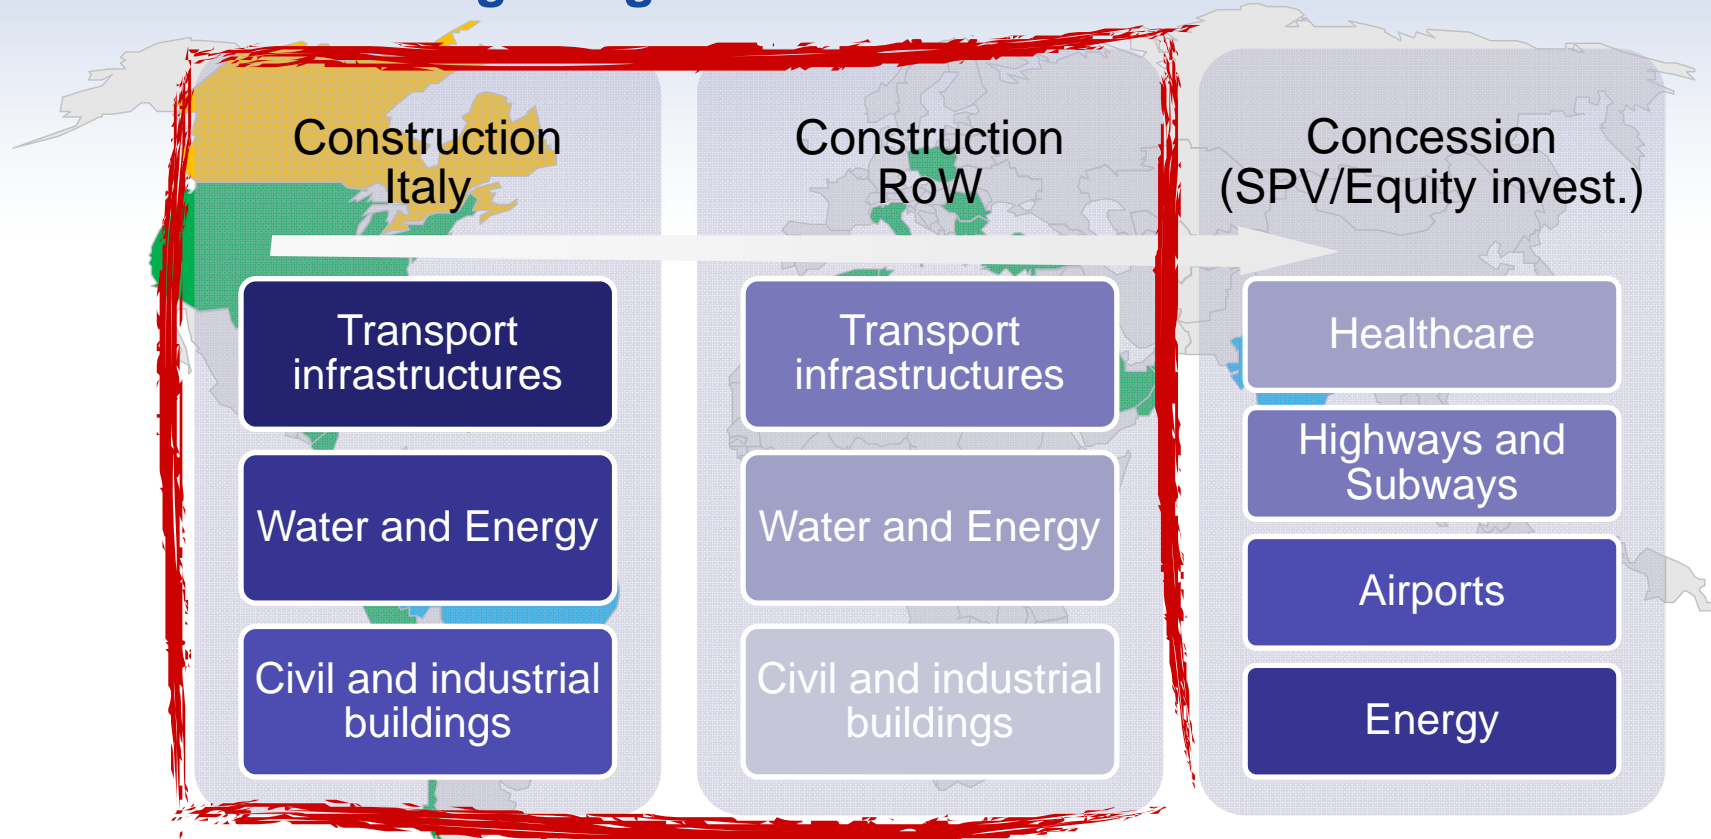 Construction
Italy
Transport
infrastructures
Water and Energy
Civil and industrial
buildings
Construction
RoW
Transport
infrastructures
Water and Energy
Civil and industrial
buildings
Concession
(SPV/Equity invest.)
Healthcare
Highways and
Subways
Airports
Energy